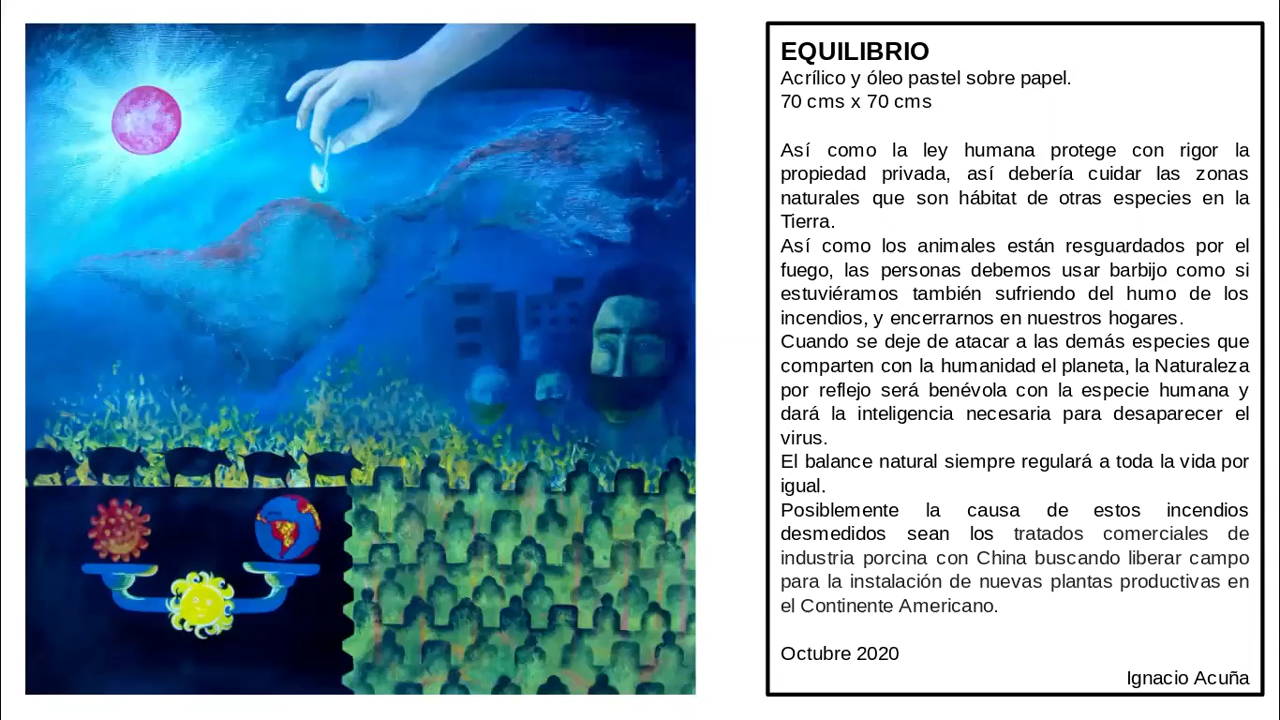 EQUILIBRIO
Acrílico y óleo pastel sobre papel.
70 cms x 70 cms
Así como la ley humana protege con rigor la
propiedad privada, así debería cuidar las zonas
naturales que son hábitat de otras especies en la
Tierra.
Así como los animales están resguardados por el
fuego, las personas debemos usar barbijo como si
estuviéramos también sufriendo del humo de los
incendios, y encerrarnos en nuestros hogares.
Cuando se deje de atacar a las demás especies que
comparten con la humanidad el planeta, la Naturaleza
por reflejo será benévola con la especie humana y
dará la inteligencia necesaria para desaparecer el
virus.
El balance natural siempre regulará a toda la vida por
igual.
Posiblemente la causa de estos incendios
desmedidos sean los tratados comerciales de
industria porcina con China buscando liberar campo
para la instalación de nuevas plantas productivas en
el Continente Americano.
Octubre 2020
Ignacio Acuña